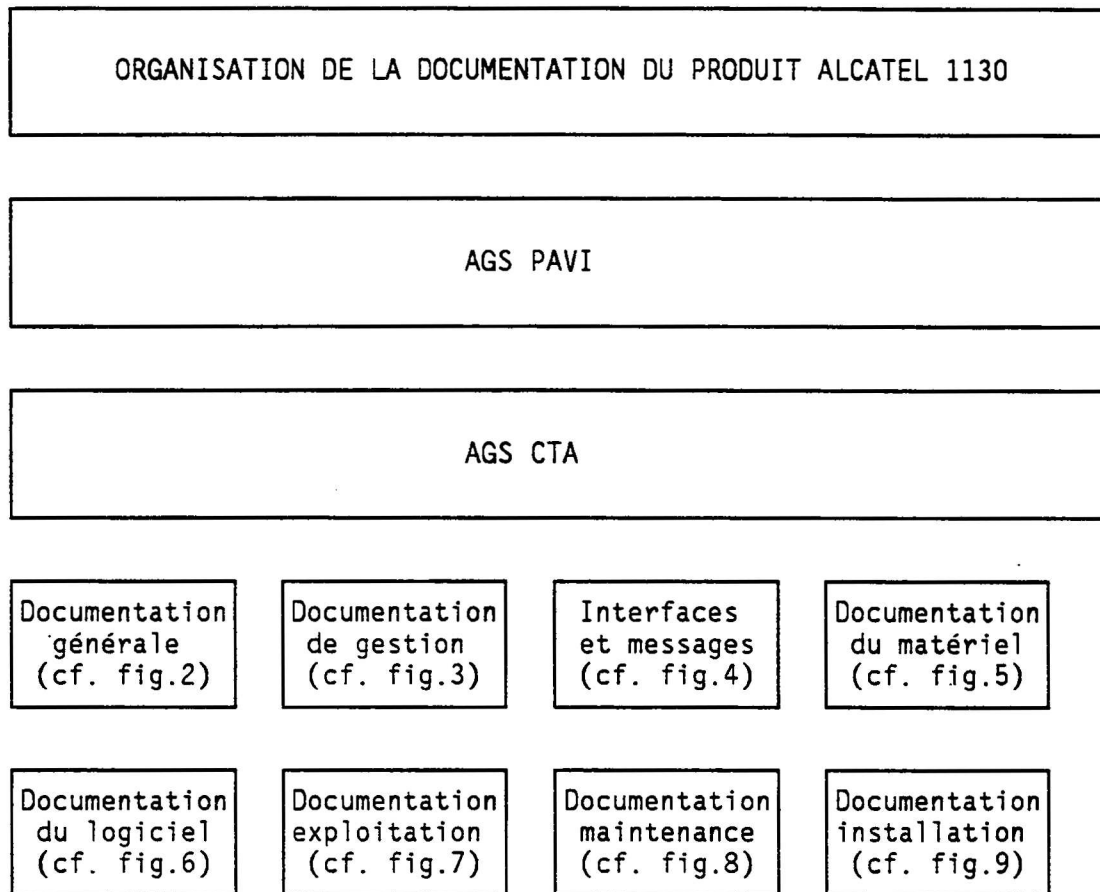 ORGANISATION DE LA DOCUMENTATION DU PRODUIT ALCATEL 1130
AGS PAVI
AGS CTA
Documentation
générale
(cf. fig.2)
Documentation
de gestion
(cf. fig.3)
Interfaces
et messages
(cf. fig.4)
Documentation
du matériel
(cf. fig.5)
Documentation
du logiciel
(cf. fig.6)
Documentation
exploitation
(cf. fig.7)
Documentation
maintenance
(cf. fig.8)
Documentation
installation
(cf. fig.9)